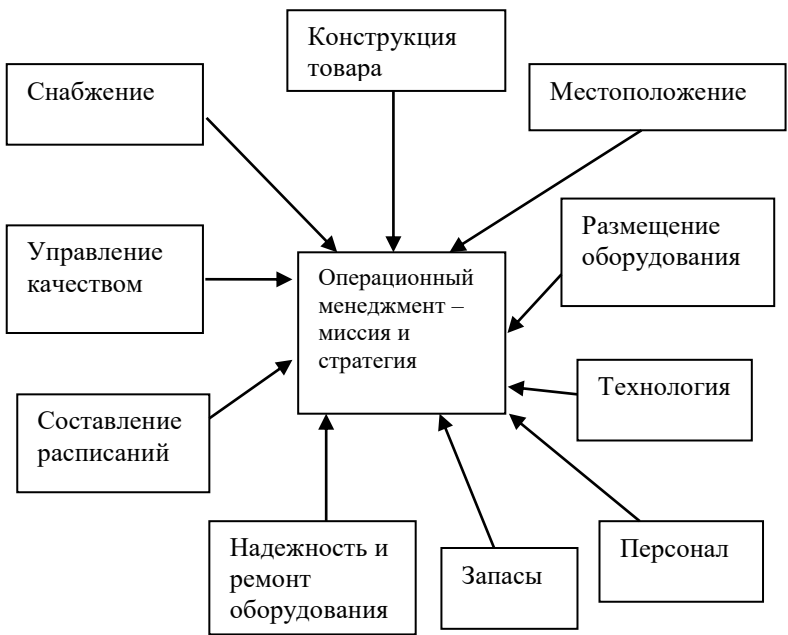 Конструкция
товара
Снабжение
Местоположение
Размещение
оборудования
Управление
качеством
Операционный
менеджмент –
миссия и
стратегия
Технология
Составление
расписаний
Надежность и
ремонт
оборудования
Запасы
Персонал